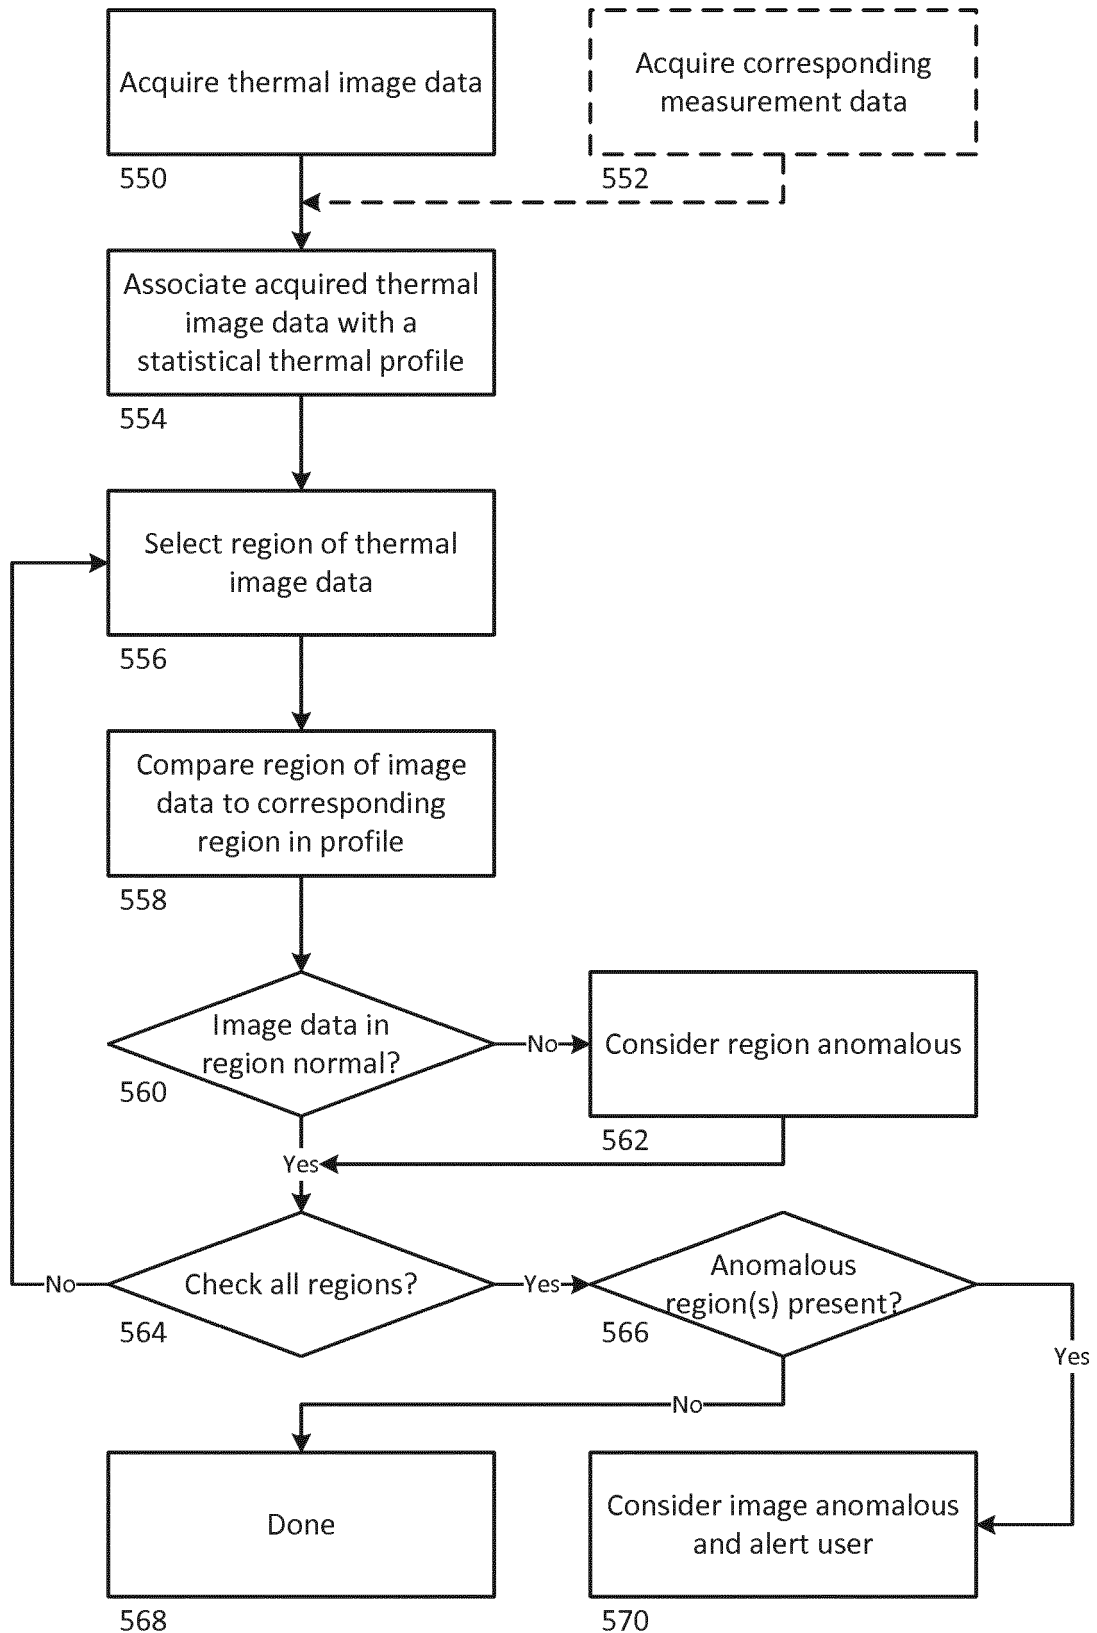 Acquire thermal image data
550
Acquire corresponding
measurement data
552
Associate acquired thermal
image data with a
statistical thermal profile
554
Select region of thermal
image data
556
Compare region of image
data to corresponding
region in profile
558
Image data in
region normal?
560
No
Consider region anomalous
562
Yes
Check all regions?
564
No
Yes
Anomalous
region(s) present?
566
Yes
No
Done
568
Consider image anomalous
and alert user
570